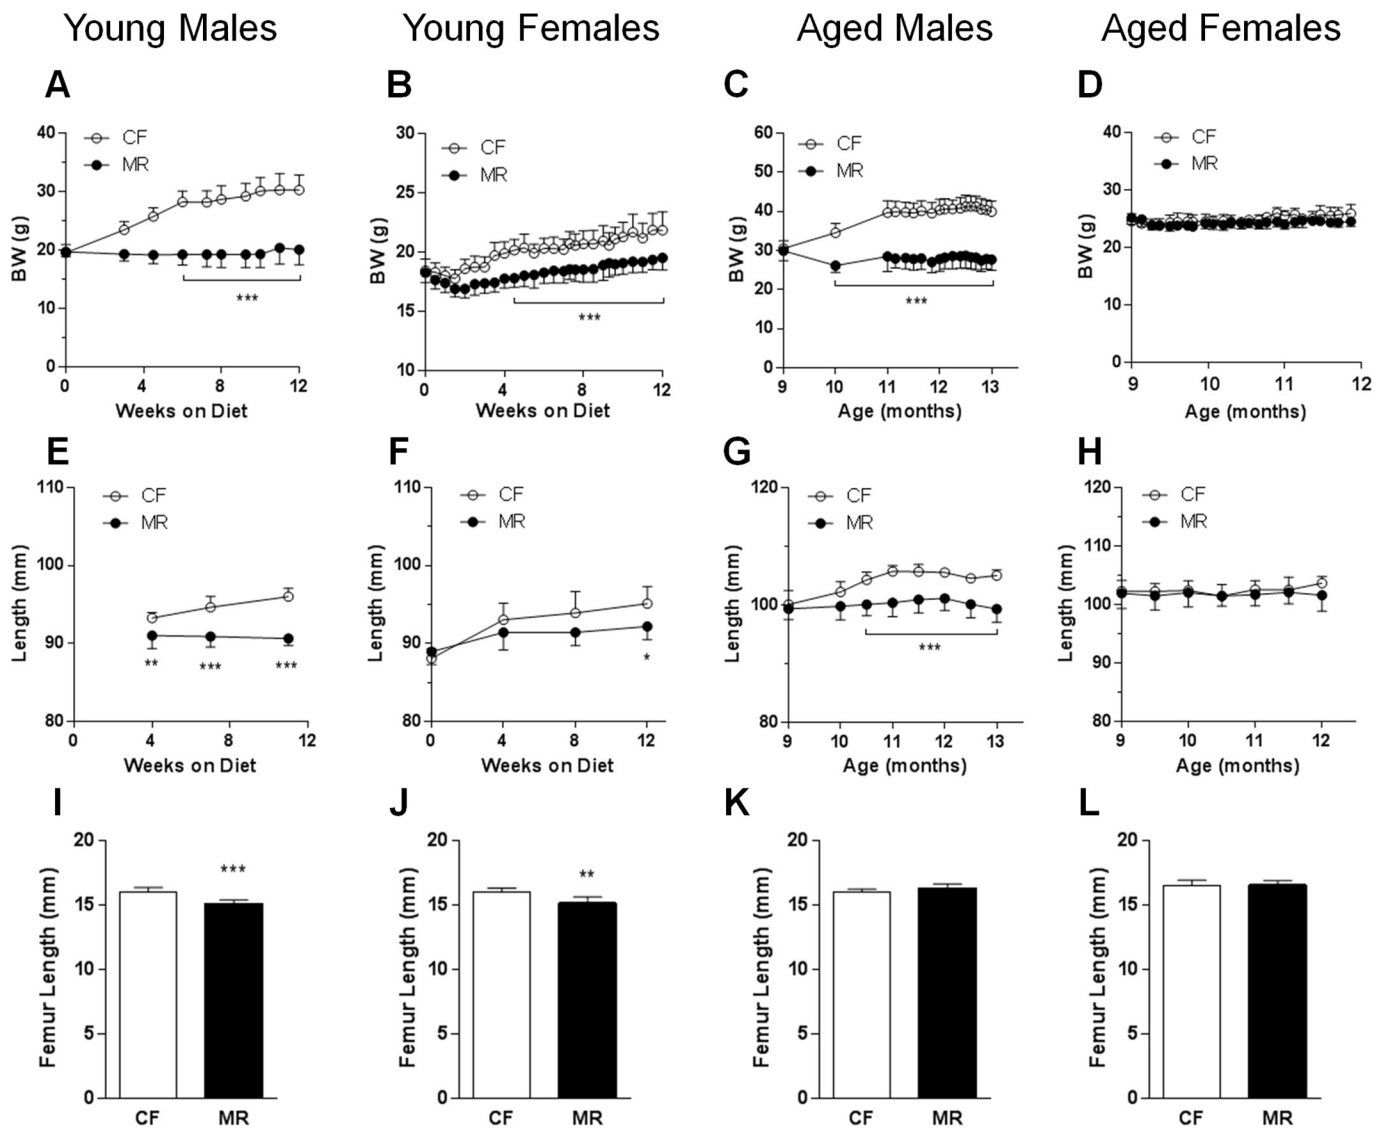 Young Males
Young Females
Aged Males
Aged Females
A
40
30
20
10
0
BW (g)
CF
MR
***
0 4 8 12
Weeks on Diet
B
30
25
20
15
10
BW (g)
CF
MR
***
0 4 8 12
Weeks on Diet
C
60
50
40
30
20
10
0
BW (g)
CF
MR
***
9 10 11 12 13
Age (months)
D
40
30
20
10
0
BW (g)
CF
MR
9 10 11 12
Age (months)
E
110
100
90
80
Length (mm)
CF
MR
** *** ***
0 4 8 12
Weeks on Diet
F
110
100
90
80
Length (mm)
CF
MR
*
0 4 8 12
Weeks on Diet
G
120
100
80
Length (mm)
CF
MR
***
9 10 11 12 13
Age (months)
H
120
110
100
90
80
Length (mm)
CF
MR
9 10 11 12
Age (months)
I
20
15
10
5
0
Femur Length (mm)
***
CF MR
J
20
15
10
5
0
Femur Length (mm)
**
CF MR
K
20
15
10
5
0
Femur Length (mm)
CF MR
L
20
15
10
5
0
Femur Length (mm)
CF MR